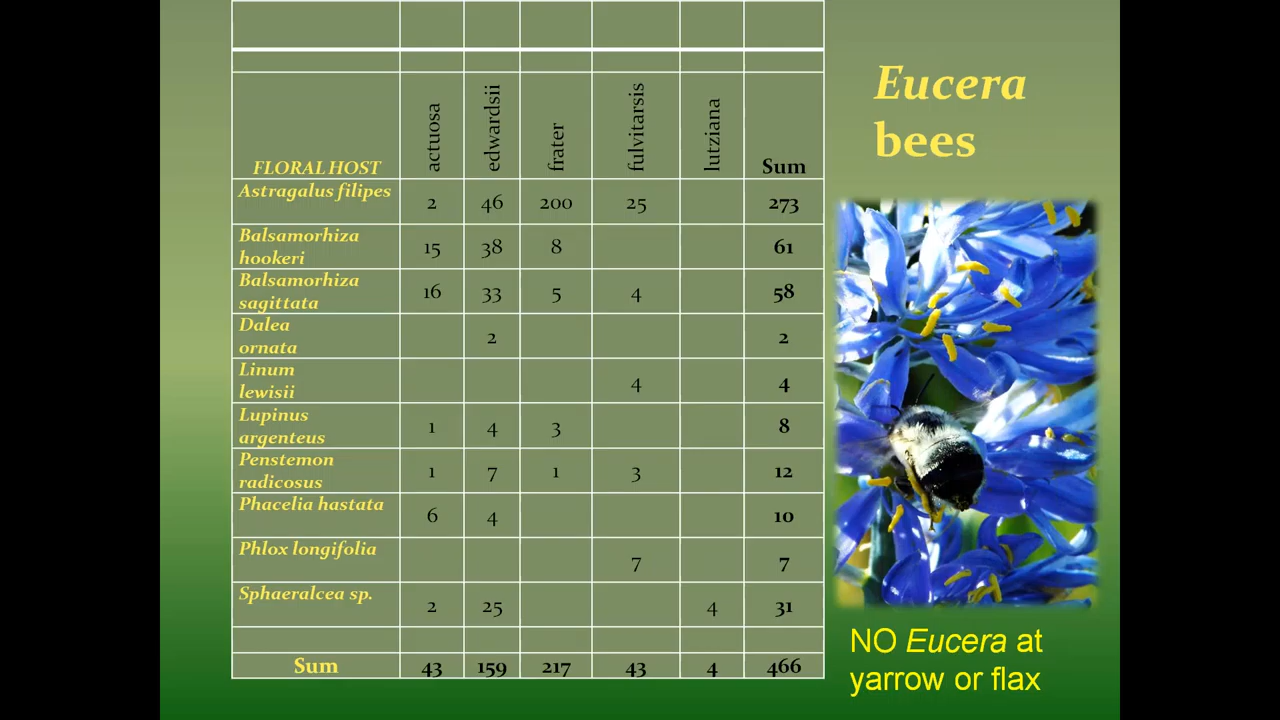 Eucera
bees
FLORAL HOST actuosa edwardsii frater fulvitarsis lutziana Sum
Astragalus filipes 2 46 200 25 273
Balsamorhiza
hookeri 15 38 8 61
Balsamorhiza
sagittata 16 33 5 4 58
Dalea
ornata 2 2
Linum
lewisii 4 4
Lupinus
argenteus 1 4 3 8
Penstemon
radicosus 1 7 1 3 12
Phacelia hastata 6 4 10
Phlox longifolia 7 7
Sphaeralcea sp. 2 25 4 31
Sum 43 159 217 43 4 466
NO Eucera at
yarrow or flax